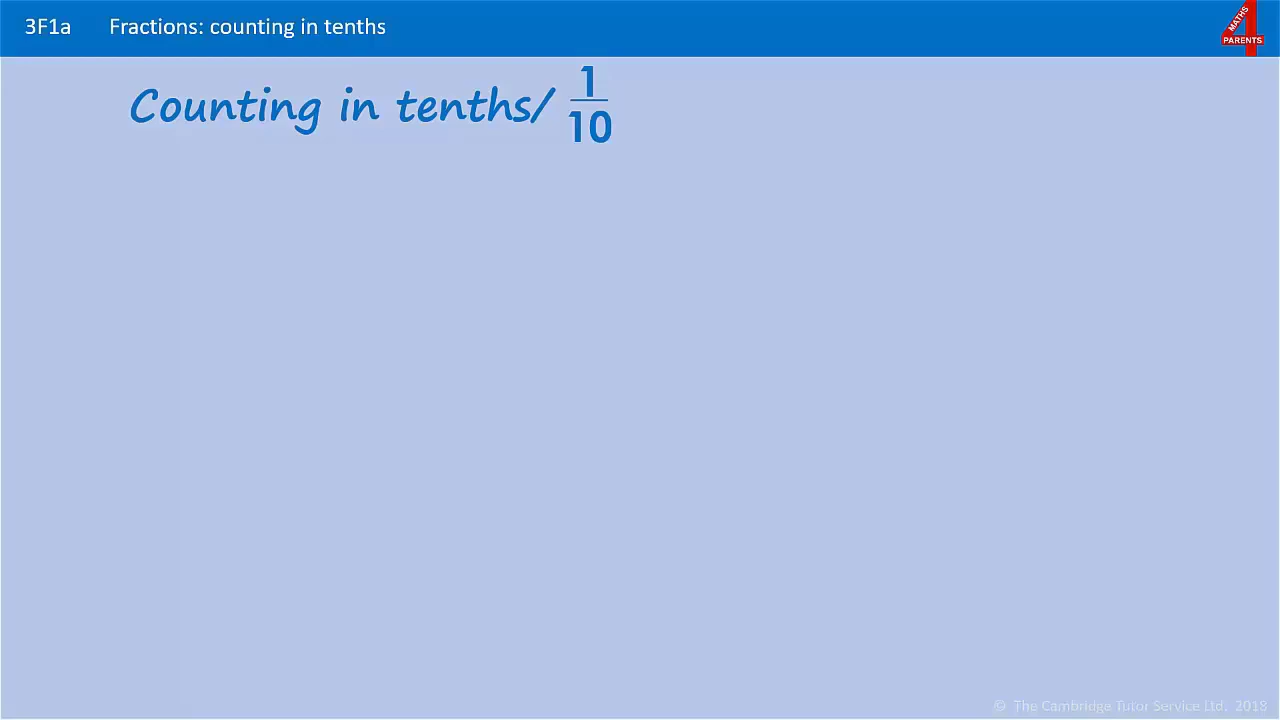 3F1a Fractions: counting in tenths
MATHS
4
PARENTS
Counting in tenths/ 1/10
© The Cambridge Tutor Service Ltd, 2018